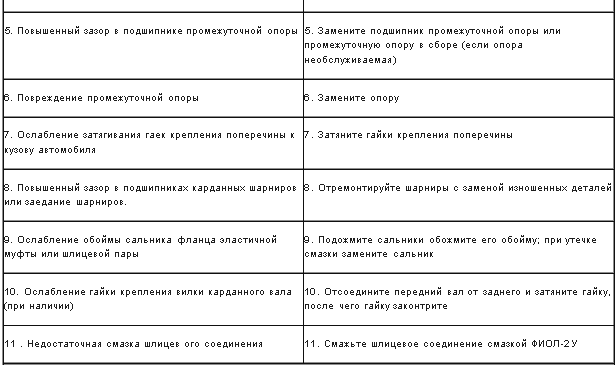 5. Повышенный зазор в подшипнике промежуточной опоры
5. Замените подшипник промежуточной опоры или
промежуточную опору в сборе (если опора
необслуживаемая)
6. Повреждение промежуточной опоры
6. Замените опору
7. Ослабление затягивания гаек крепления поперечины к
кузову автомобиля
7. Затяните гайки крепления поперечины
8. Повышенный зазор в подшипниках карданных шарниров
или заедание шарниров.
8. Отремонтируйте шарниры с заменой изношенных деталей
9. Ослабление обоймы сальника фланца эластичной
муфты или шлицевой пары
9. Подожмите сальники обожмите его обойму; при утечке
смазки замените сальник
10. Ослабление гайки крепления вилки карданного вала
(при наличии)
10. Отсоедините передний вал от заднего и затяните гайку,
после чего гайку законтрите
11 . Недостаточная смазка шлицев ого соединения
11. Смажьте шлицевое соединение смазкой ФИОЛ-2У